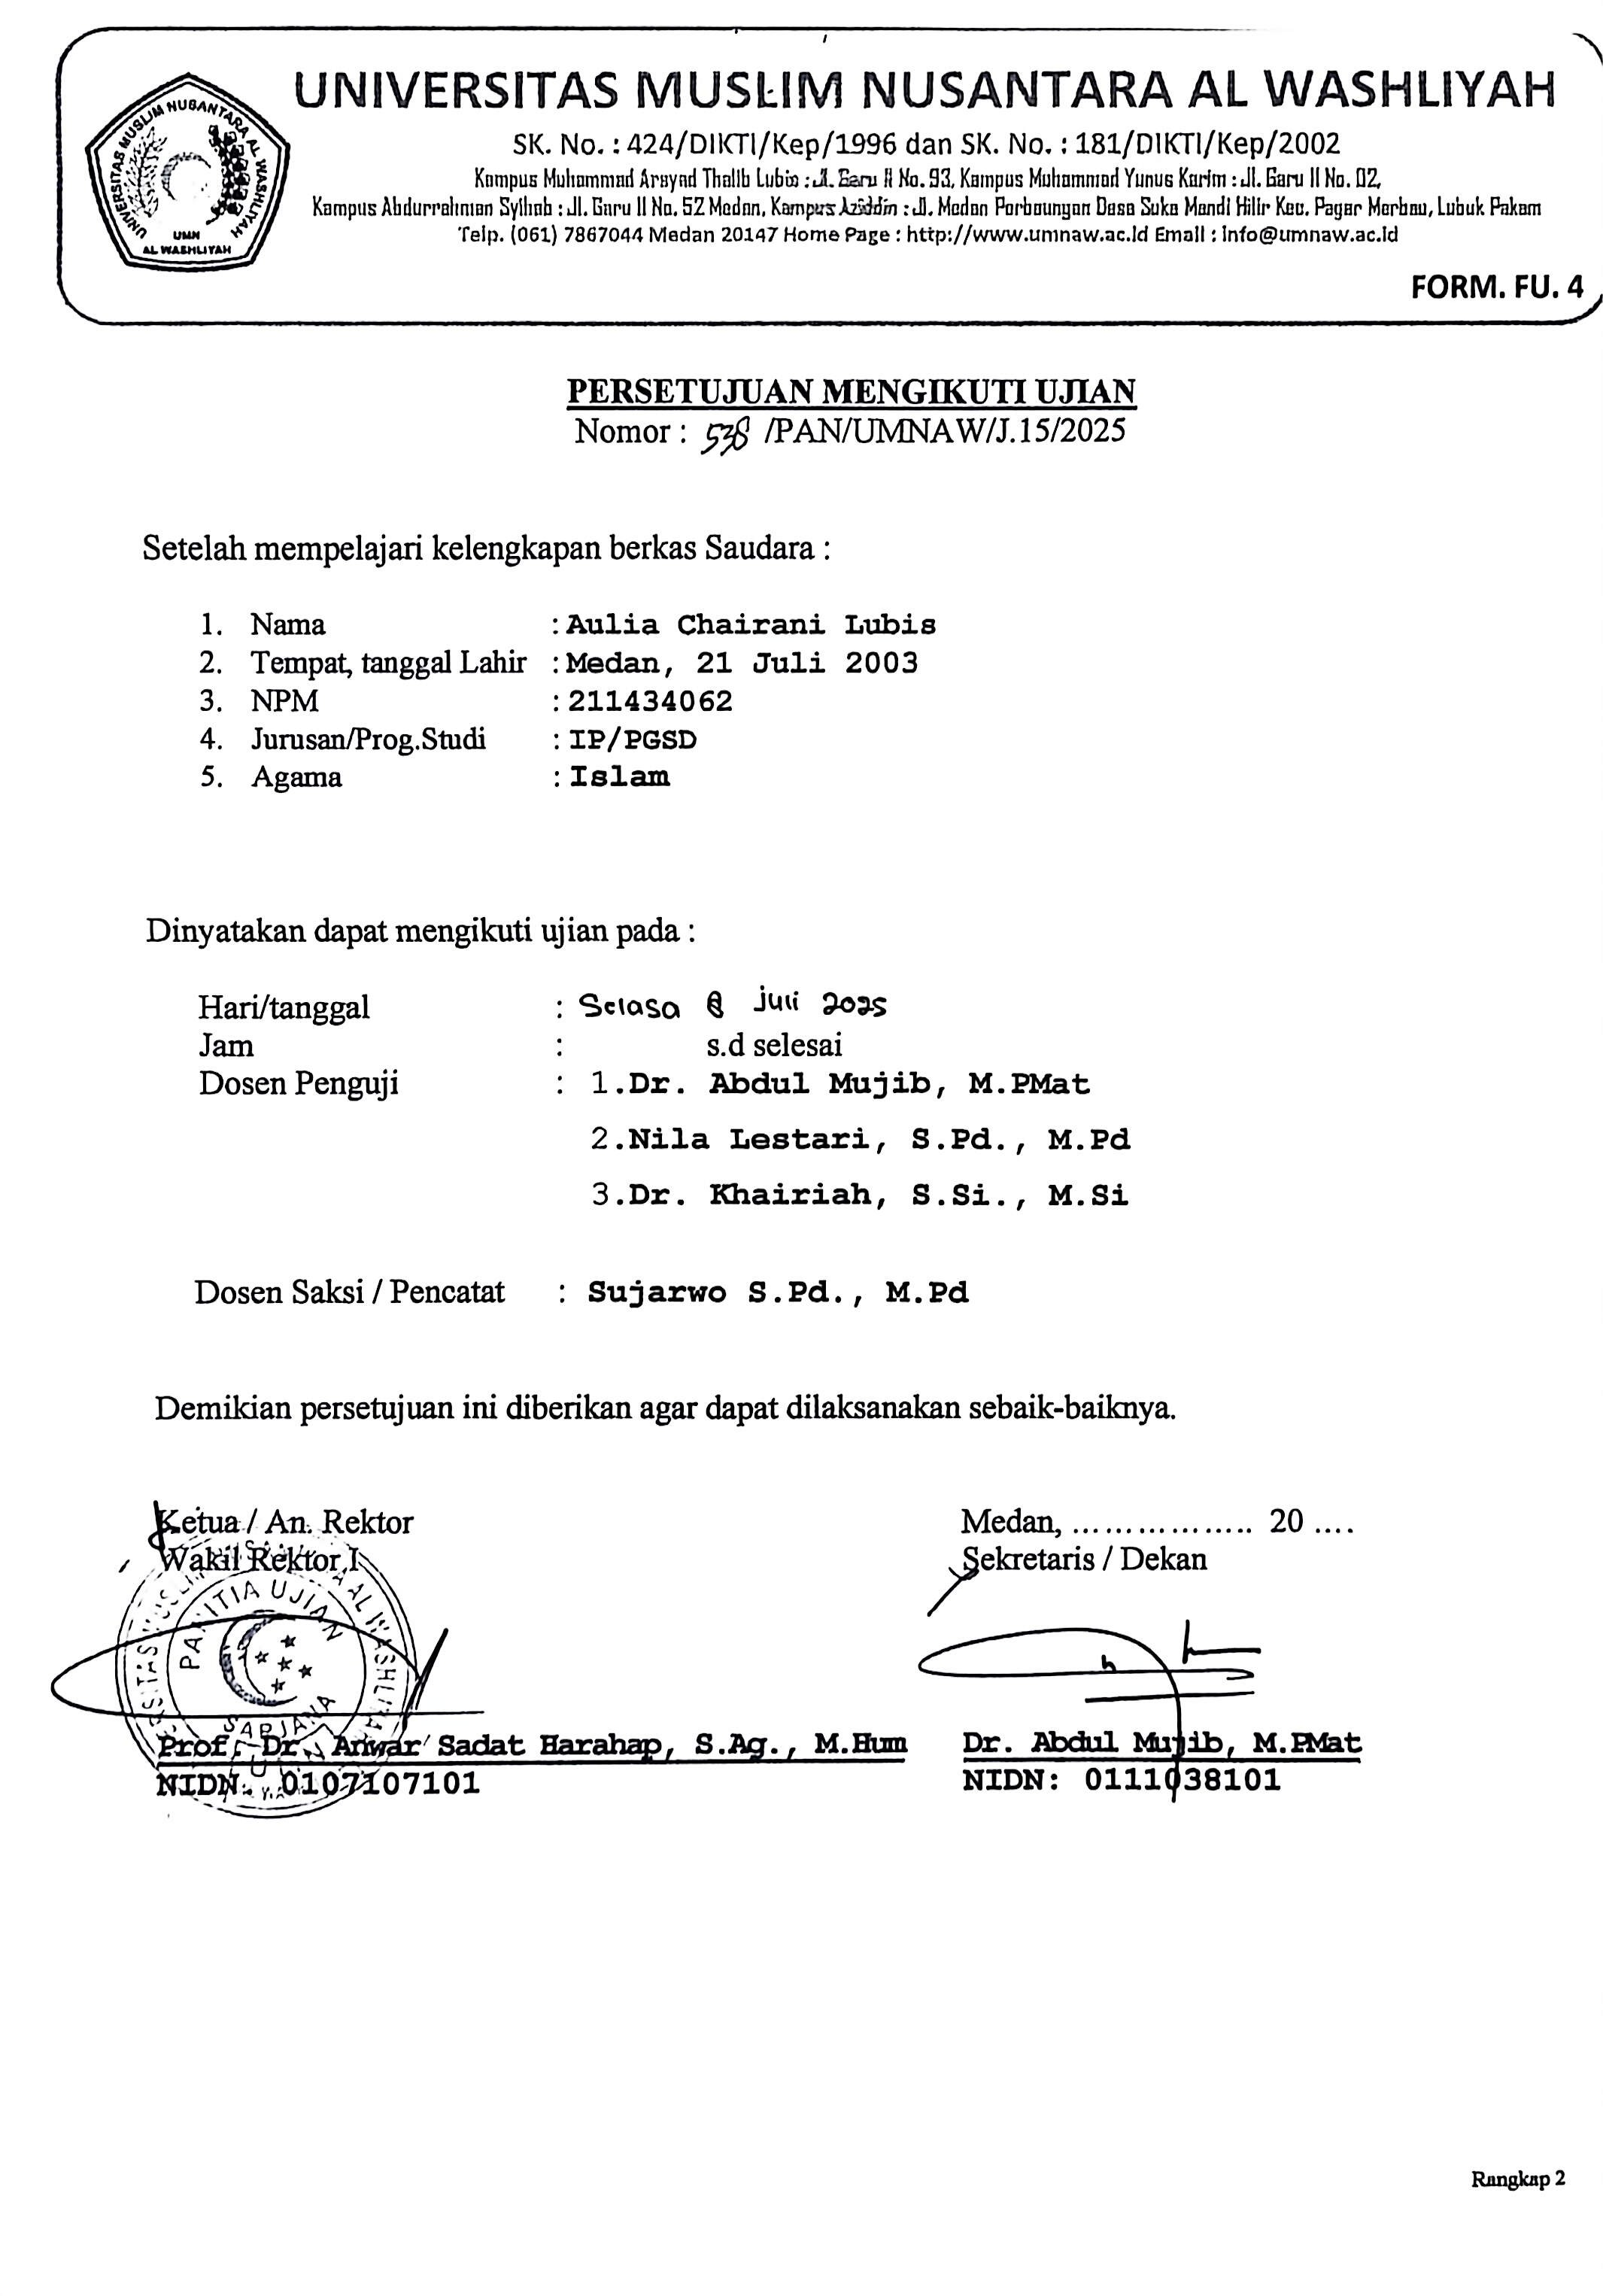 UNIVERSITAS MUSLIM NUSANTARA AL WASHLIYAH
UMN
AL WASHLIYAH
UNIVERSITAS MUSLIM NUSANTARA AL WASHLIYAH
SK. No. : 424/DIKTI/Kep/1996 dan SK. No. : 181/DIKTI/Kep/2002
Kampus Muhammad Arsyad Thalib Lubis : Jl. Garu II No. 93, Kampus Muhammad Yunus Karim : Jl. Garu II No. 02,
Kampus Abdurrahman Syihab : Jl. Garu II No. 52 Medan, Kampus Aziddin : Jl. Medan Perbaungan Desa Suka Mandi Hilir Kec. Pagar Merbau, Lubuk Pakam
Telp. (061) 7867044 Medan 20147 Home Page : http://www.umnaw.ac.id Email : info@umnaw.ac.id
FORM. FU. 4
PERSETUJUAN MENGIKUTI UJIAN
Nomor : 538 /PAN/UMNAW/J.15/2025
Setelah mempelajari kelengkapan berkas Saudara :
1. Nama : Aulia Chairani Lubis
2. Tempat, tanggal Lahir : Medan, 21 Juli 2003
3. NPM : 211434062
4. Jurusan/Prog.Studi : IP/PGSD
5. Agama : Islam
Dinyatakan dapat mengikuti ujian pada :
Hari/tanggal : Selasa 8 Juli 2025
Jam : s.d selesai
Dosen Penguji : 1.Dr. Abdul Mujib, M.PMat
2.Nila Lestari, S.Pd., M.Pd
3.Dr. Khairiah, S.Si., M.Si
Dosen Saksi / Pencatat : Sujarwo S.Pd., M.Pd
Demikian persetujuan ini diberikan agar dapat dilaksanakan sebaik-baiknya.
Ketua / An. Rektor
Wakil Rektor I
PANITIA UJIAN
SARJANA
Prof. Dr. Anwar Sadat Harahap, S.Ag., M.Hum
NIDN. 0107107101
Medan, ................. 20 ....
Sekretaris / Dekan
Dr. Abdul Mujib, M.PMat
NIDN: 0111038101
Rangkap 2